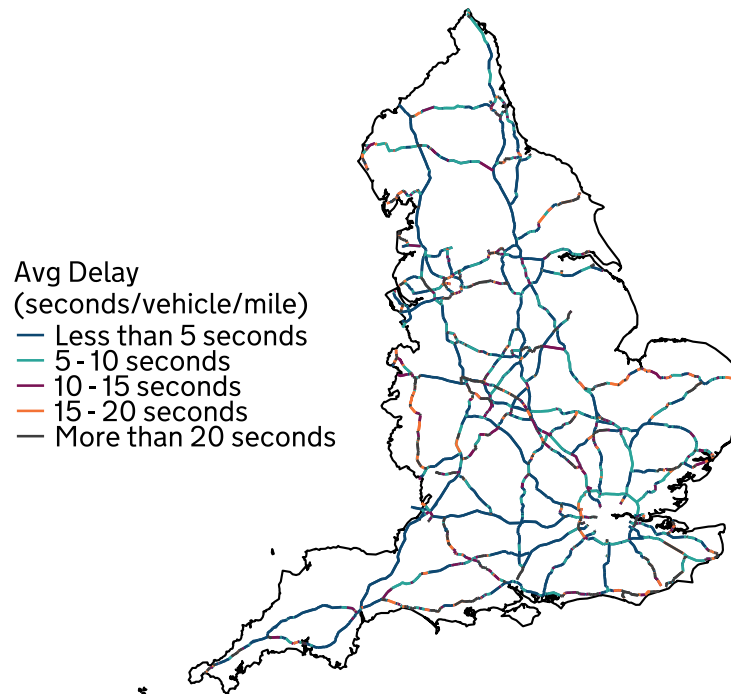 Avg Delay
(seconds/vehicle/mile)
Less than 5 seconds
5 - 10 seconds
10 - 15 seconds
15 - 20 seconds
More than 20 seconds